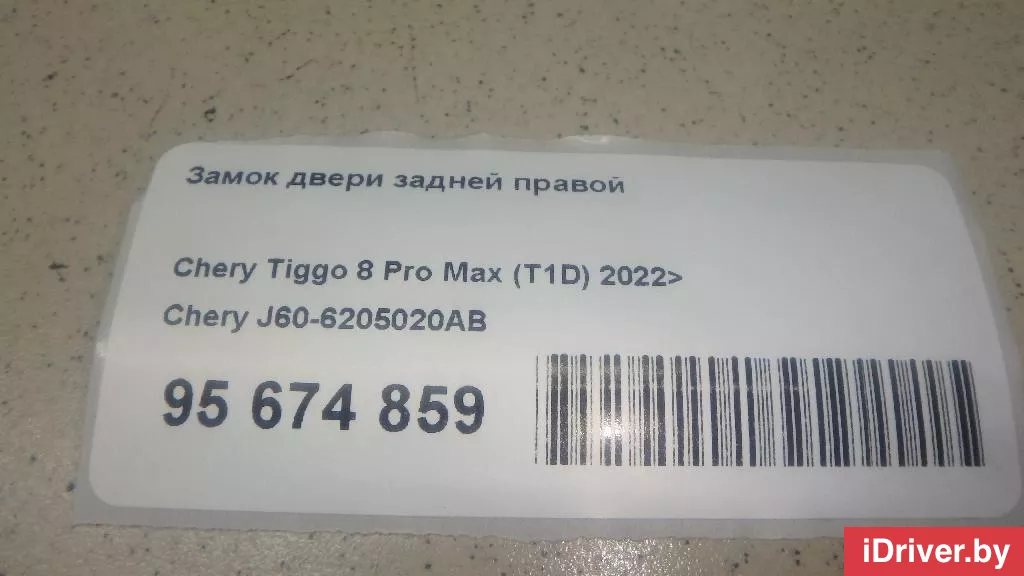 Замок двери задней правой
Chery Tiggo 8 Pro Max (T1D) 2022>
Chery J60-6205020AB
95 674 859
iDriver.by